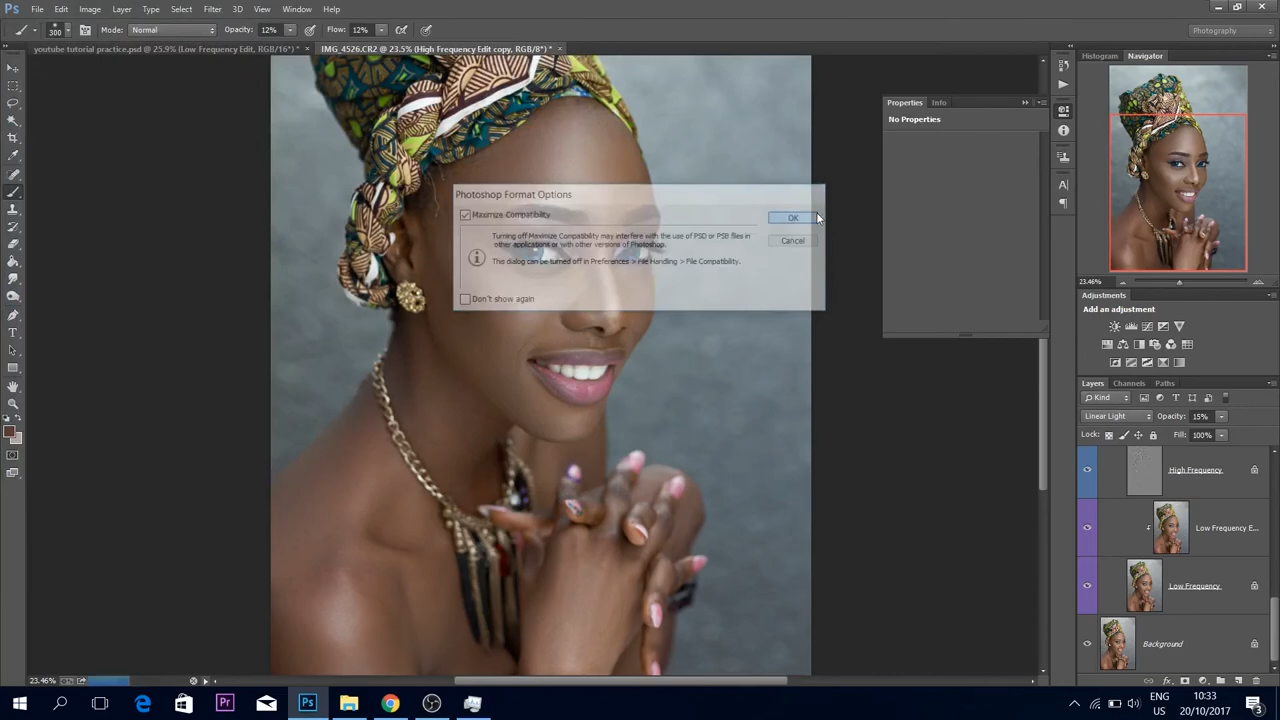 Ps File Edit Image Layer Type Select Filter 3D View Window Help
300 Mode: Normal Opacity: 12% Flow: 12% Photography
youtube tutorial practice.psd @ 25.9% (Low Frequency Edit, RGB/16*) * × IMG_4526.CR2 @ 23.5% (High Frequency Edit copy, RGB/8*) * ×
Histogram Navigator
Properties Info
No Properties
Photoshop Format Options
Maximize Compatibility
OK
Turning off Maximize Compatibility may interfere with the use of PSD or PSB files in
other applications or with other versions of Photoshop.
Cancel
This dialog can be turned off in Preferences > File Handling > File Compatibility.
Don't show again
23.46%
Adjustments
Add an adjustment
Layers Channels Paths
Kind
Linear Light Opacity: 15%
Lock: Fill: 100%
High Frequency
Low Frequency E...
Low Frequency
Background
23.46%
Pr Ps
ENG
US
10:33
20/10/2017
3